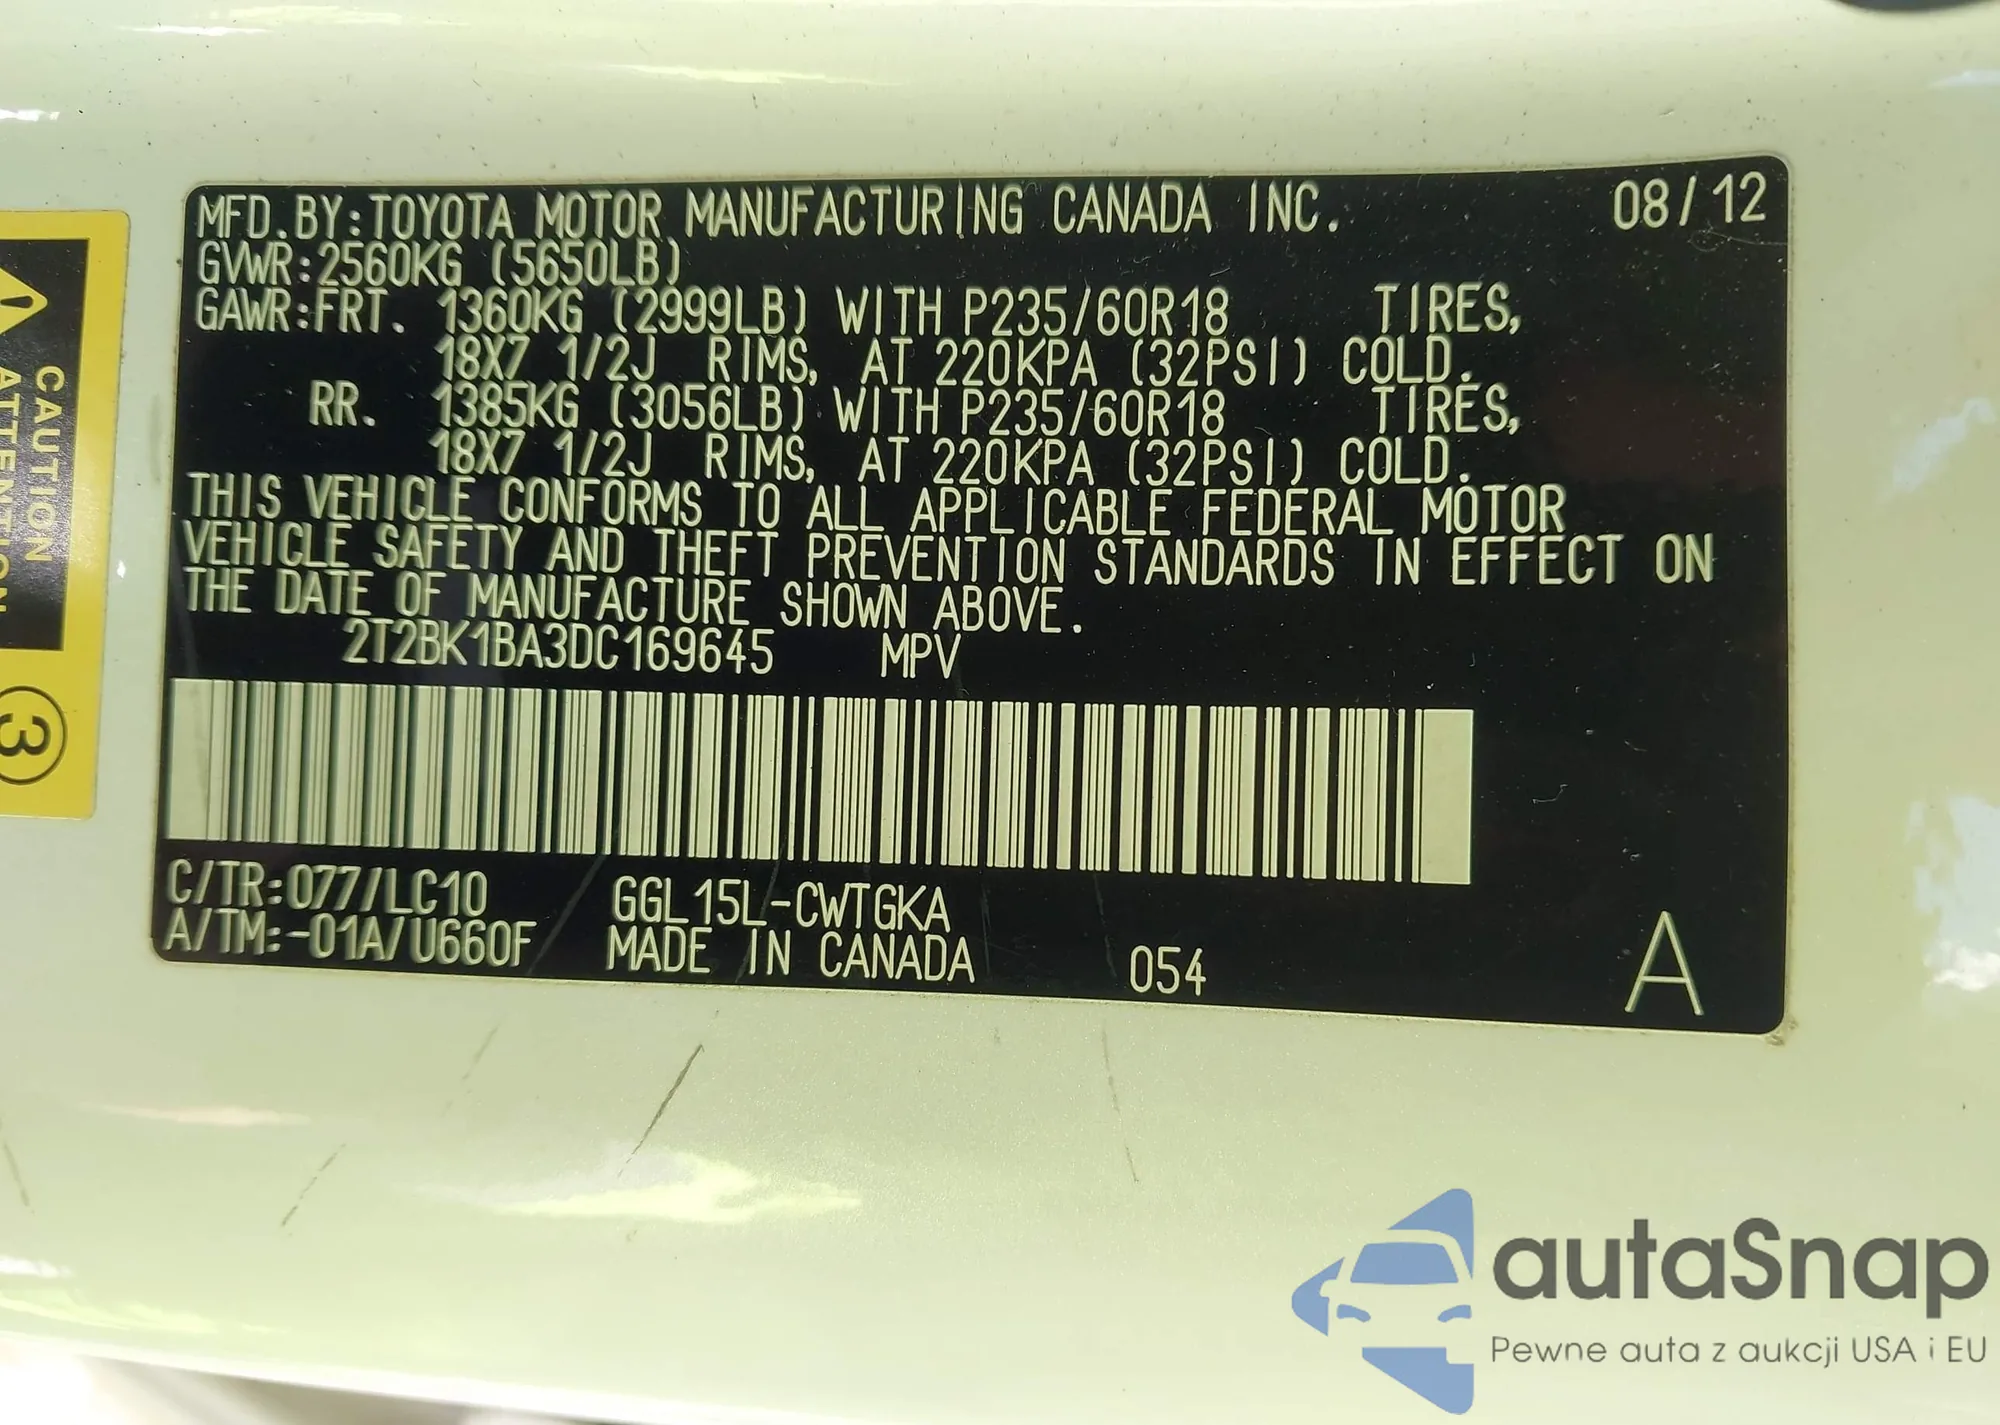 MFD.BY:TOYOTA MOTOR MANUFACTURING CANADA INC. 08/12
GVWR:2560KG (5650LB)
GAWR:FRT. 1360KG (2999LB) WITH P235/60R18 TIRES,
18X7 1/2J RIMS, AT 220KPA (32PSI) COLD.
RR. 1385KG (3056LB) WITH P235/60R18 TIRES,
18X7 1/2J RIMS, AT 220KPA (32PSI) COLD.
THIS VEHICLE CONFORMS TO ALL APPLICABLE FEDERAL MOTOR
VEHICLE SAFETY AND THEFT PREVENTION STANDARDS IN EFFECT ON
THE DATE OF MANUFACTURE SHOWN ABOVE.
2T2BK1BA3DC169645 MPV
C/TR:077/LC10 GGL15L-CWTGKA
A/TM:-01A/U660F MADE IN CANADA 054 A
CAUTION
ATTENTION
3
autaSnap
Pewne auta z aukcji USA i EU